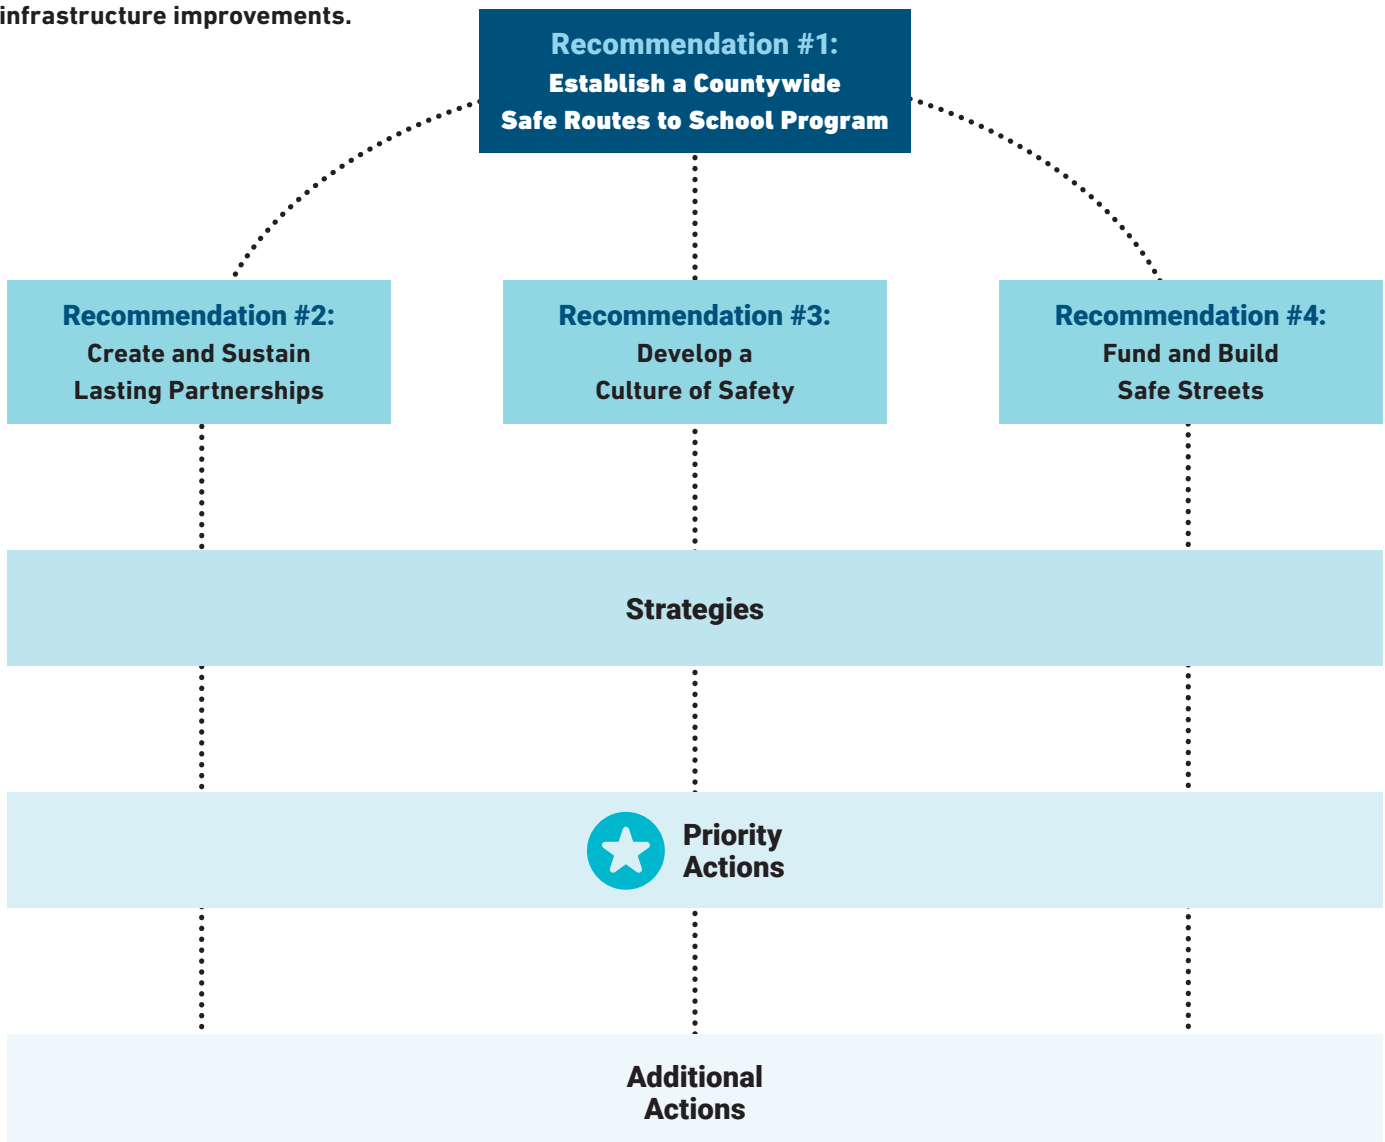 infrastructure improvements.
Recommendation #1:
Establish a Countywide
Safe Routes to School Program
Recommendation #2:
Create and Sustain
Lasting Partnerships
Recommendation #3:
Develop a
Culture of Safety
Recommendation #4:
Fund and Build
Safe Streets
Strategies
Priority
Actions
Additional
Actions